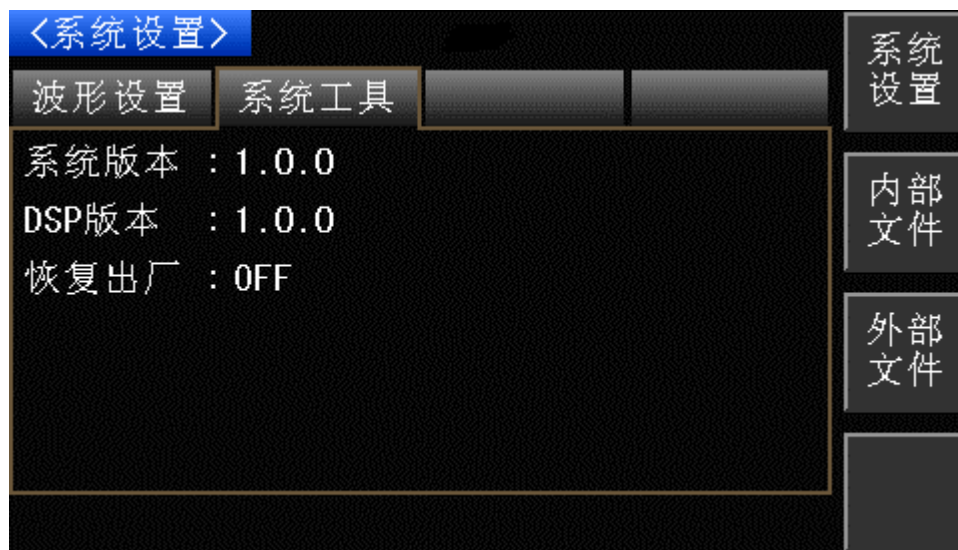 <系统设置>
波形设置 系统工具
系统版本 :1.0.0
DSP版本 :1.0.0
恢复出厂 :OFF
系统
设置
内部
文件
外部
文件